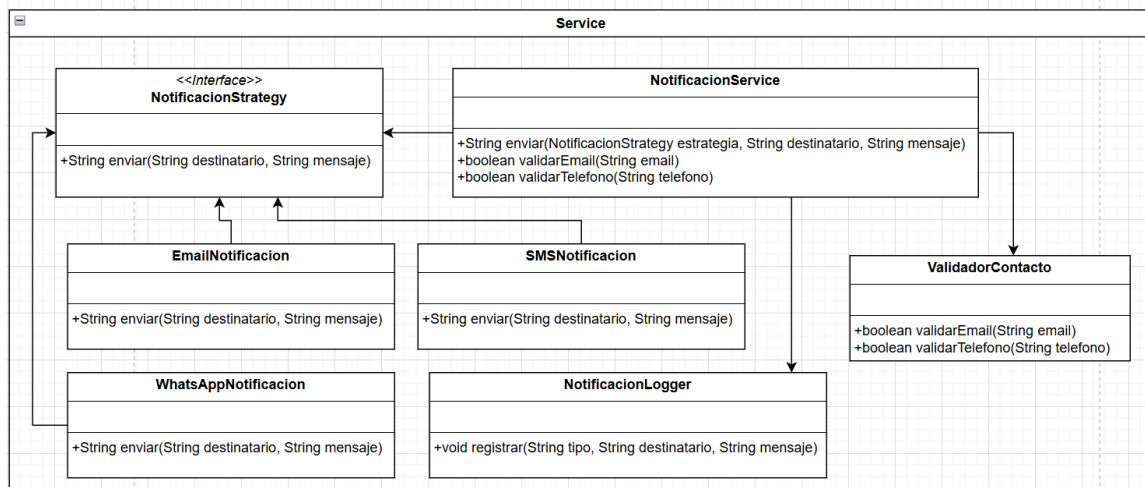 Service
<<Interface>>
NotificacionStrategy
+String enviar(String destinatario, String mensaje)
NotificacionService
+String enviar(NotificacionStrategy estrategia, String destinatario, String mensaje)
+boolean validarEmail(String email)
+boolean validarTelefono(String telefono)
EmailNotificacion
+String enviar(String destinatario, String mensaje)
SMSNotificacion
+String enviar(String destinatario, String mensaje)
ValidadorContacto
+boolean validarEmail(String email)
+boolean validarTelefono(String telefono)
WhatsAppNotificacion
+String enviar(String destinatario, String mensaje)
NotificacionLogger
+void registrar(String tipo, String destinatario, String mensaje)